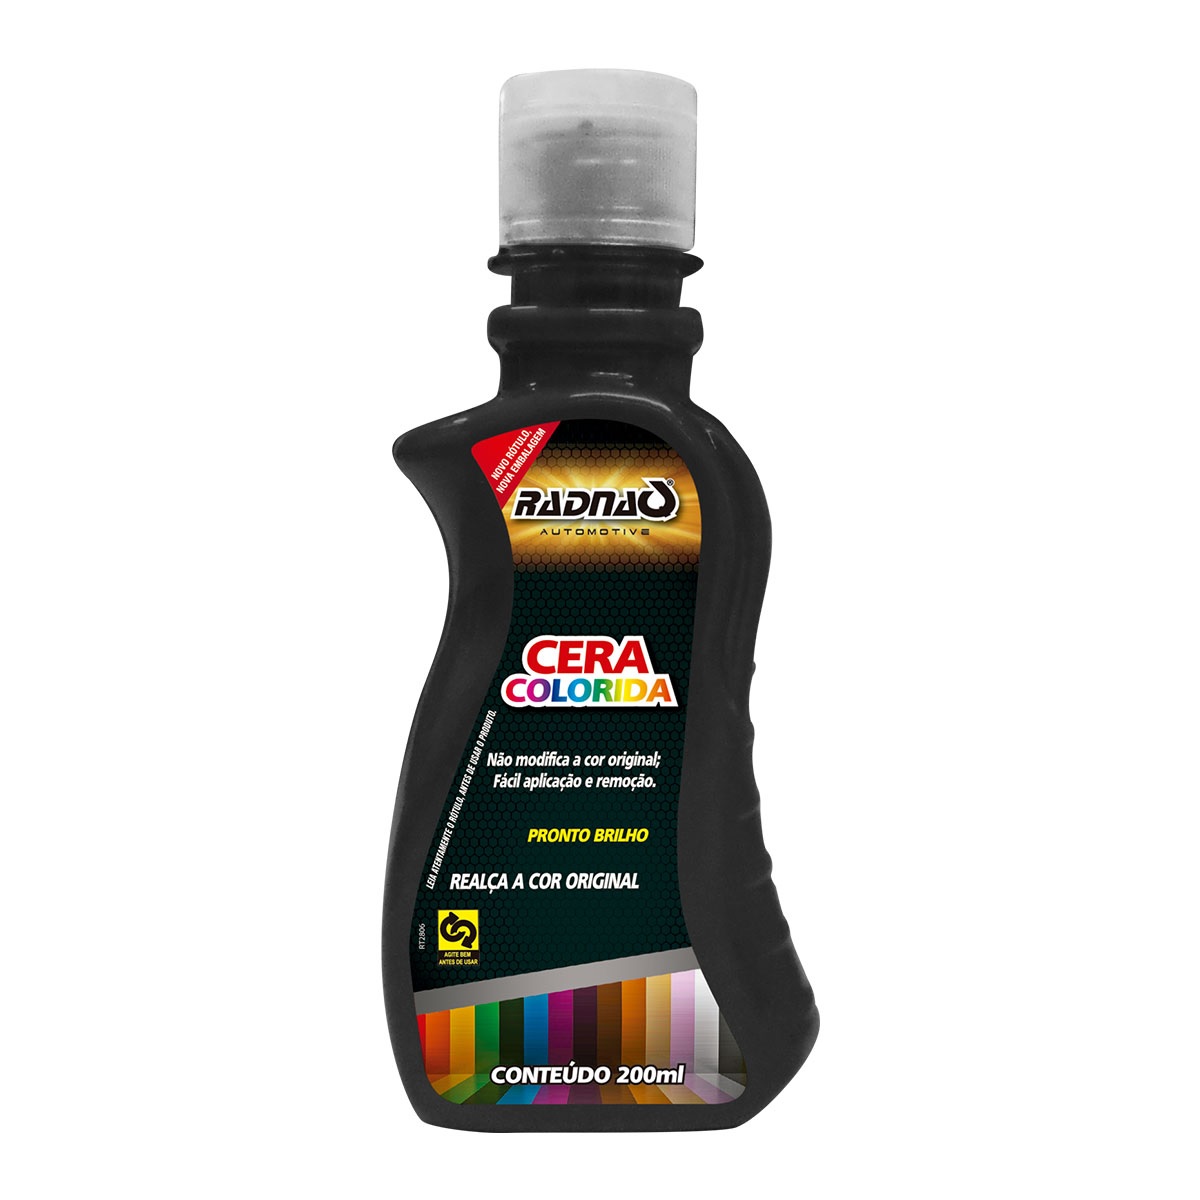 NOVO RÓTULO,
NOVA EMBALAGEM
RADNAQ®
AUTOMOTIVE
CERA
COLORIDA
Não modifica a cor original;
Fácil aplicação e remoção.
PRONTO BRILHO
REALÇA A COR ORIGINAL
LEIA ATENTAMENTE O RÓTULO, ANTES DE USAR O PRODUTO.
RT2806
AGITE BEM
ANTES DE USAR
CONTEÚDO 200ml